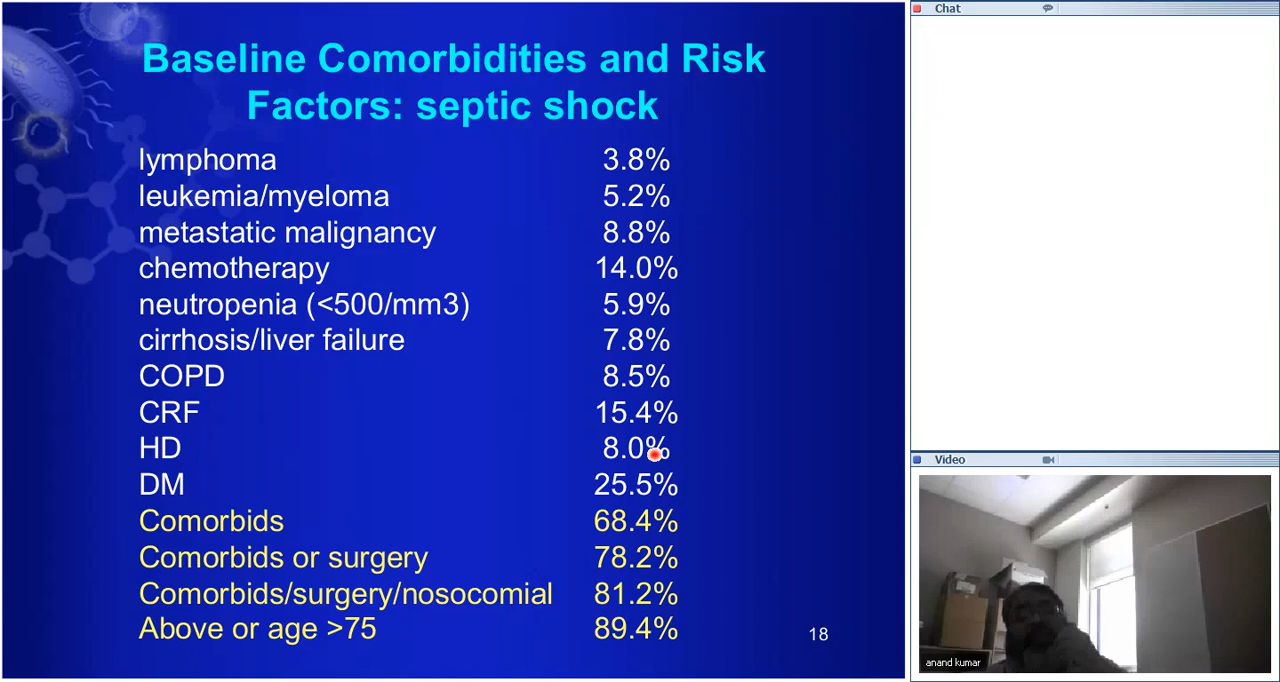 Baseline Comorbidities and Risk
Factors: septic shock
lymphoma 3.8%
leukemia/myeloma 5.2%
metastatic malignancy 8.8%
chemotherapy 14.0%
neutropenia (<500/mm3) 5.9%
cirrhosis/liver failure 7.8%
COPD 8.5%
CRF 15.4%
HD 8.0%
DM 25.5%
Comorbids 68.4%
Comorbids or surgery 78.2%
Comorbids/surgery/nosocomial 81.2%
Above or age >75 89.4%
18
Chat
Video
anand kumar